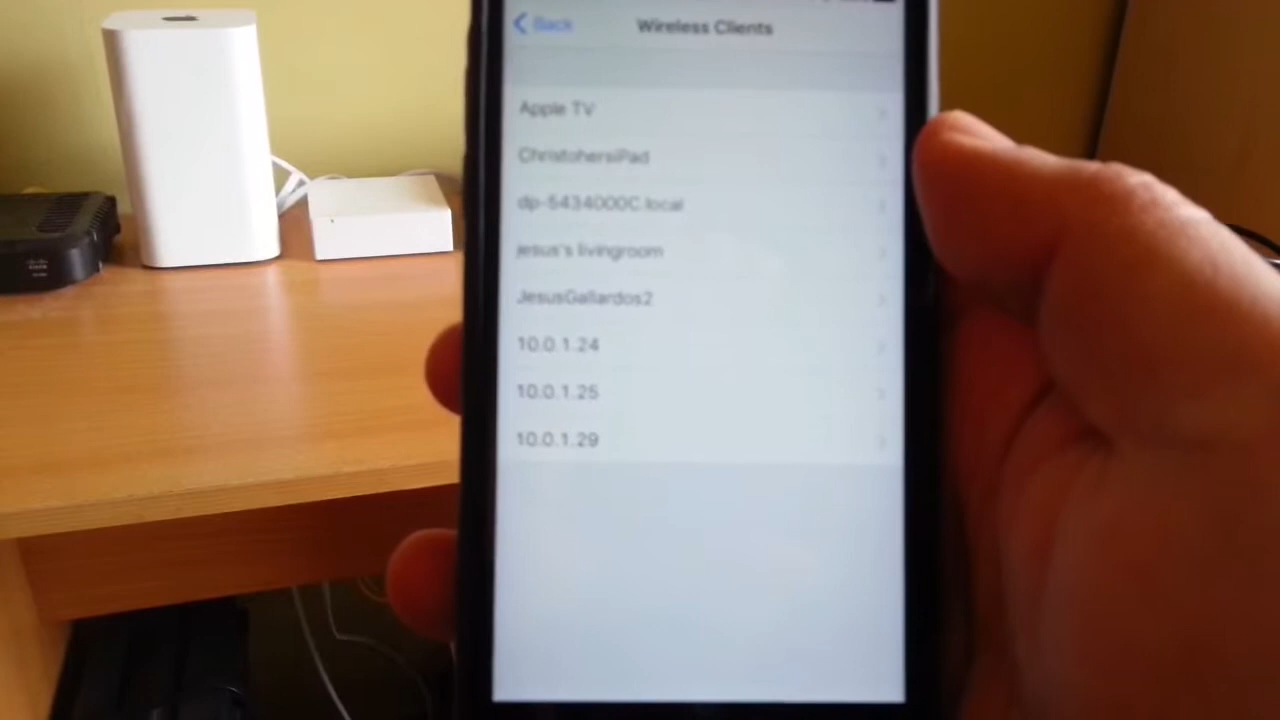 Back
Wireless Clients
Apple TV
ChristohersiPad
dp-5434000C.local
jesus's livingroom
JesusGallardos2
10.0.1.24
10.0.1.25
10.0.1.29